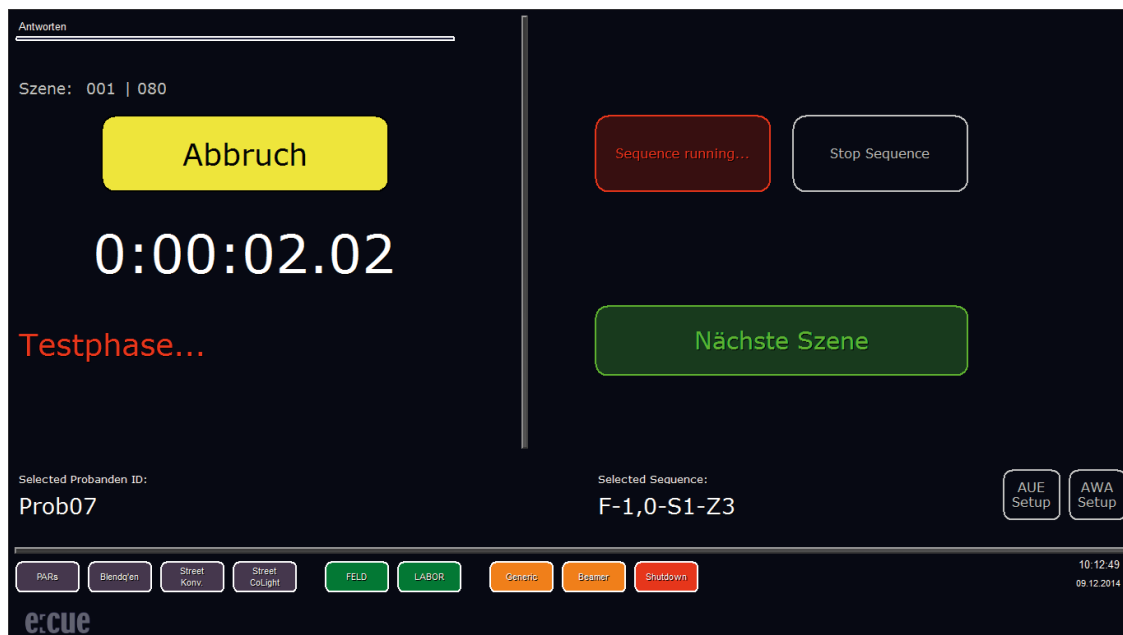 Antworten
Szene: 001 | 080
Abbruch
0:00:02.02
Testphase...
Sequence running...
Stop Sequence
Nächste Szene
Selected Probanden ID:
Prob07
Selected Sequence:
F-1,0-S1-Z3
AUE
Setup
AWA
Setup
PARs
Blendq'en
Street
Konv.
Street
CoLight
FELD
LABOR
Generic
Beamer
Shutdown
10:12:49
09.12.2014
e:cue